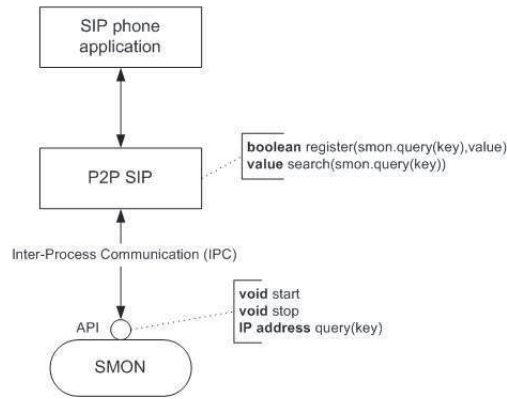 SIP phone
application
boolean register(smon.query(key),value)
value search(smon.query(key))
P2P SIP
Inter-Process Communication (IPC)
void start
void stop
IP address query(key)
API
SMON